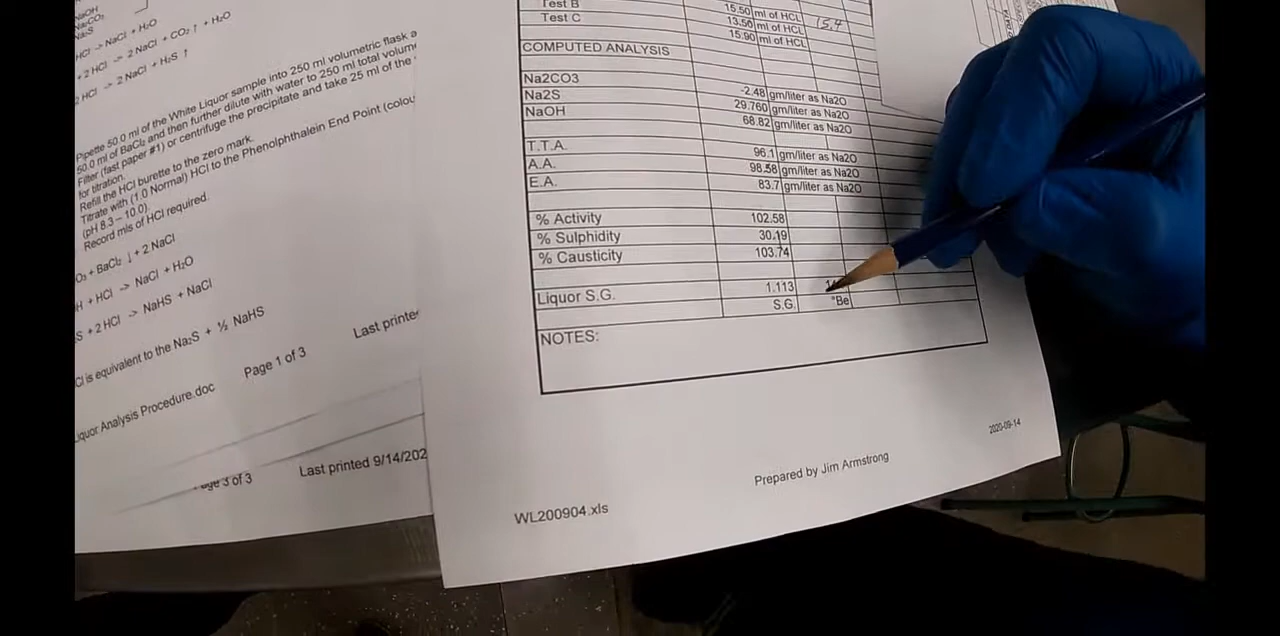 NaOH
Na₂CO₃
Na₂S
HCl -> NaCl + H₂O
+ 2 HCl -> 2 NaCl + CO₂ ↑ + H₂O
2 HCl -> 2 NaCl + H₂S ↑
Pipette 50.0 ml of the White Liquor sample into 250 ml volumetric flask a
50.0 ml of BaCl₂ and then further dilute with water to 250 ml total volum
Filter (fast paper #1) or centrifuge the precipitate and take 25 ml of the
for titration.
Refill the HCl burette to the zero mark.
Titrate with (1.0 Normal) HCl to the Phenolphthalein End Point (colou
(pH 8.3 – 10.0).
Record mls of HCl required.
O₃ + BaCl₂ ↓ + 2 NaCl
H + HCl -> NaCl + H₂O
S + 2 HCl -> NaHS + NaCl
Cl is equivalent to the Na₂S + ½ NaHS
iquor Analysis Procedure.doc Page 1 of 3 Last printe
3 of 3 Last printed 9/14/202
Test B 15.50 ml of HCL
Test C 13.50 ml of HCL 15.4
15.90 ml of HCL
COMPUTED ANALYSIS
Na2CO3 -2.48 gm/liter as Na2O
Na2S 29.760 gm/liter as Na2O
NaOH 68.82 gm/liter as Na2O
T.T.A. 96.1 gm/liter as Na2O
A.A. 98.58 gm/liter as Na2O
E.A. 83.7 gm/liter as Na2O
% Activity 102.58
% Sulphidity 30.19
% Causticity 103.74
Liquor S.G. 1.113
S.G. °Be
NOTES:
2020-09-14
Prepared by Jim Armstrong
WL200904.xls